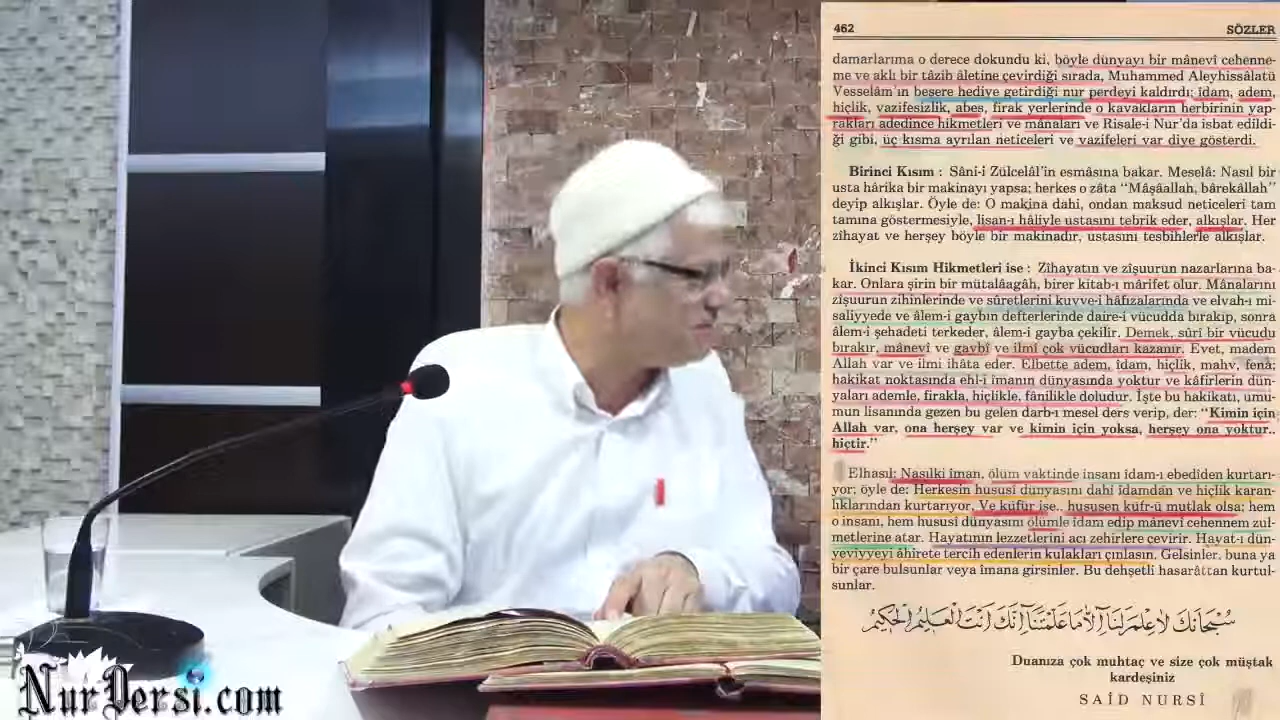 462 SÖZLER
damarlarıma o derece dokundu ki, böyle dünyayı bir mânevî cehenne-
me ve aklı bir tâzib âletine çevirdiği sırada, Muhammed Aleyhissâlatü
Vesselâm'ın beşere hediye getirdiği nur perdeyi kaldırdı; îdam, adem,
hiçlik, vazifesizlik, abes, firak yerlerinde o kavakların herbirinin yap-
rakları adedince hikmetleri ve mânaları ve Risale-i Nur'da isbat edildi-
ği gibi, üç kısma ayrılan neticeleri ve vazifeleri var diye gösterdi.
Birinci Kısım : Sâni-i Zülcelâl'in esmâsına bakar. Meselâ: Nasıl bir
usta hârika bir makinayı yapsa; herkes o zâta "Mâşâallah, bârekâllah"
deyip alkışlar. Öyle de: O makina dahi, ondan maksud neticeleri tam
tamına göstermesiyle, lisan-ı hâliyle ustasını tebrik eder, alkışlar. Her
zîhayat ve herşey böyle bir makinadır, ustasını tesbihlerle alkışlar.
İkinci Kısım Hikmetleri ise : Zîhayatın ve zîşuurun nazarlarına ba-
kar. Onlara şirin bir mütalâagâh, birer kitab-ı mârifet olur. Mânalarını
zîşuurun zihinlerinde ve sûretlerini kuvve-i hâfızalarında ve elvah-ı mi-
saliyyede ve âlem-i gaybın defterlerinde daire-i vücudda bırakıp, sonra
âlem-i şehadeti terkeder, âlem-i gayba çekilir. Demek, sûrî bir vücudu
bırakır, mânevî ve gaybî ve ilmî çok vücudları kazanır. Evet, madem
Allah var ve ilmi ihâta eder. Elbette adem, îdam, hiçlik, mahv, fenâ;
hakikat noktasında ehl-i îmanın dünyasında yoktur ve kâfirlerin dün-
yaları ademle, firakla, hiçlikle, fânilikle doludur. İşte bu hakikatı, umu-
mun lisanında gezen bu gelen darb-ı mesel ders verip, der: "Kimin için
Allah var, ona herşey var ve kimin için yoksa, herşey ona yoktur..
hiçtir."
Elhasıl; Nasılki îman, ölüm vaktinde insanı îdam-ı ebedîden kurtarı-
yor; öyle de: Herkesin hususî dünyasını dahi îdamdan ve hiçlik karan-
lıklarından kurtarıyor. Ve küfür ise.. hususen küfr-ü mutlak olsa; hem
o insanı, hem hususî dünyasını ölümle îdam edip mânevî cehennem zul-
metlerine atar. Hayatının lezzetlerini acı zehirlere çevirir. Hayat-ı dün-
yeviyyeyi âhirete tercih edenlerin kulakları çınlasın. Gelsinler. buna ya
bir çare bulsunlar veya îmana girsinler. Bu dehşetli hasarâttan kurtul-
sunlar.
سُبْحَانَكَ لَا عِلْمَ لَنَا اِلَّا مَا عَلَّمْتَنَا اِنَّكَ اَنْتَ الْعَلِيمُ الْحَكِيمُ
Duanıza çok muhtaç ve size çok müştak
kardeşiniz
SAİD NURSÎ
NurDersi.com